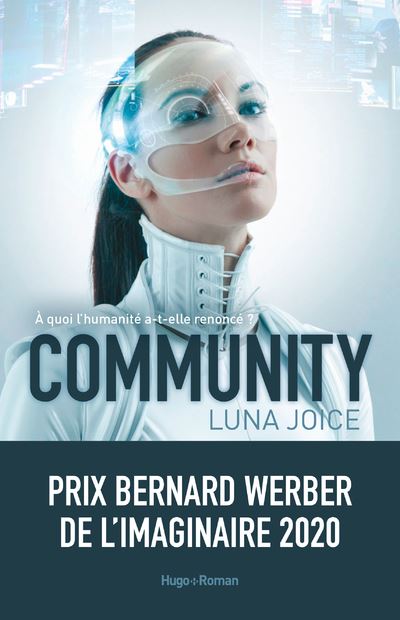 À quoi l'humanité a-t-elle renoncé ?
COMMUNITY
LUNA JOICE
PRIX BERNARD WERBER
DE L'IMAGINAIRE 2020
Hugo+Roman